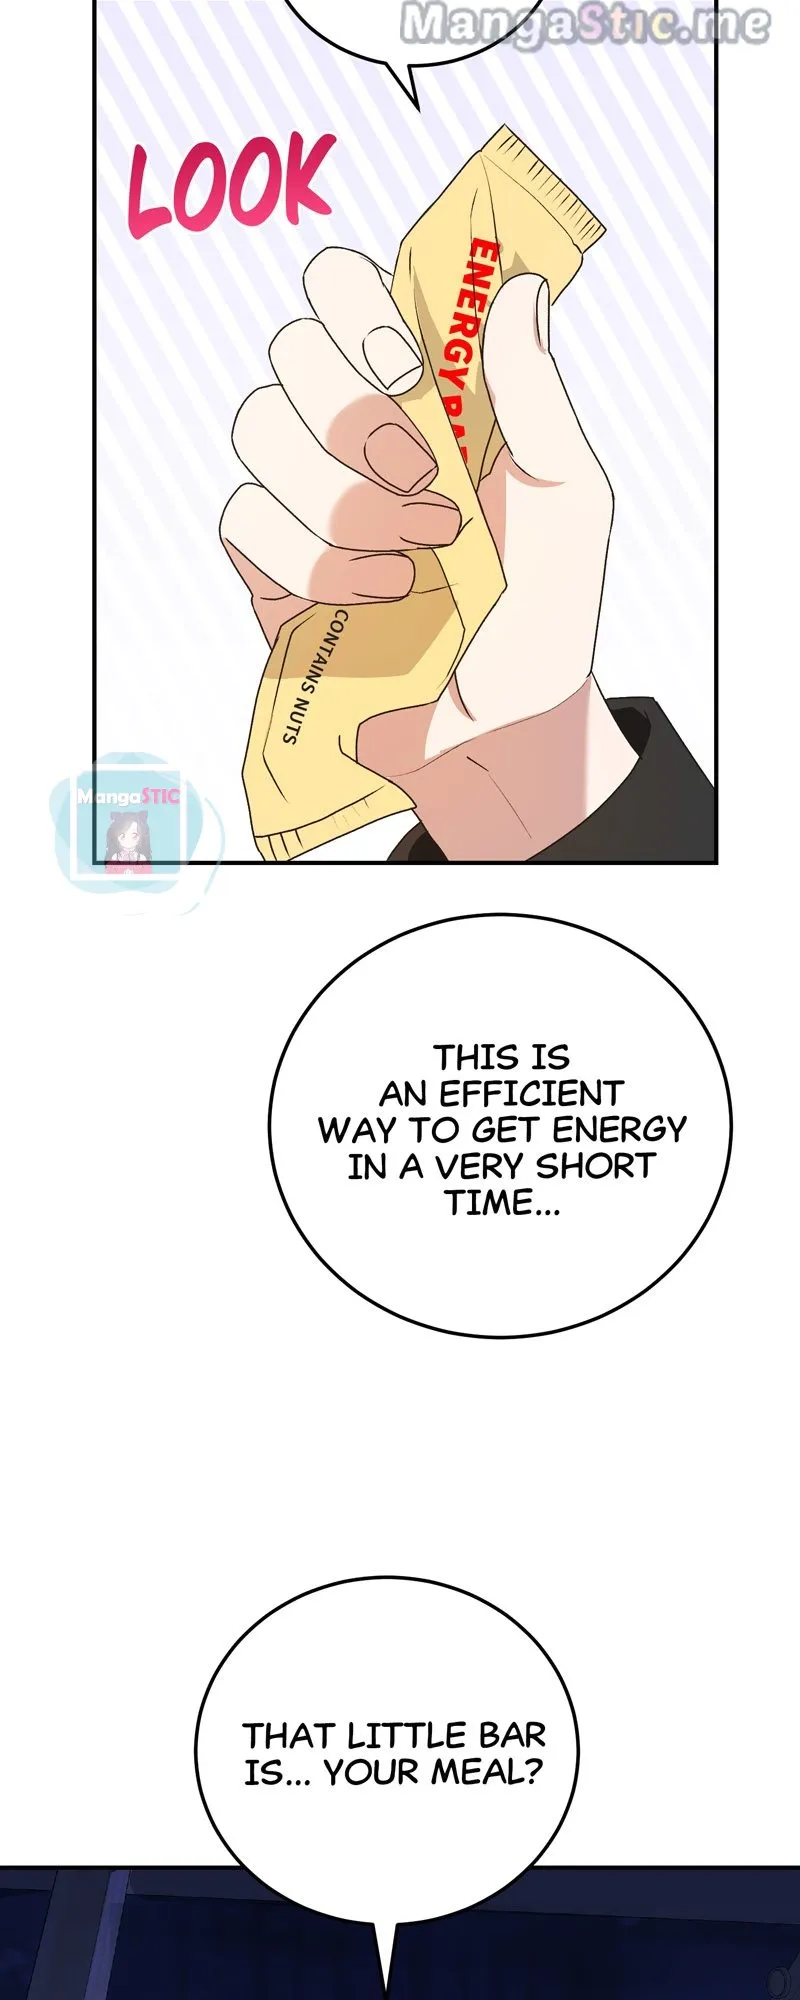 MangaStic.me
LOOK
ENERGY BAR
CONTAINS NUTS
MangaSTIC
THIS IS
AN EFFICIENT
WAY TO GET ENERGY
IN A VERY SHORT
TIME...
THAT LITTLE BAR
IS... YOUR MEAL?